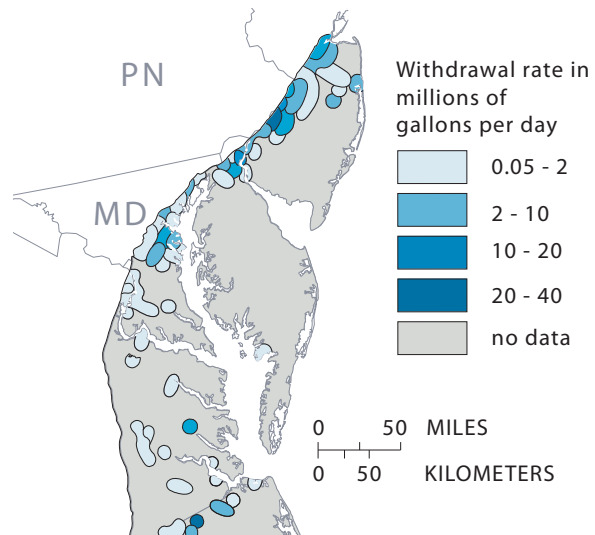 PN
MD
Withdrawal rate in
millions of
gallons per day
0.05 - 2
2 - 10
10 - 20
20 - 40
no data
0 50 MILES
0 50 KILOMETERS